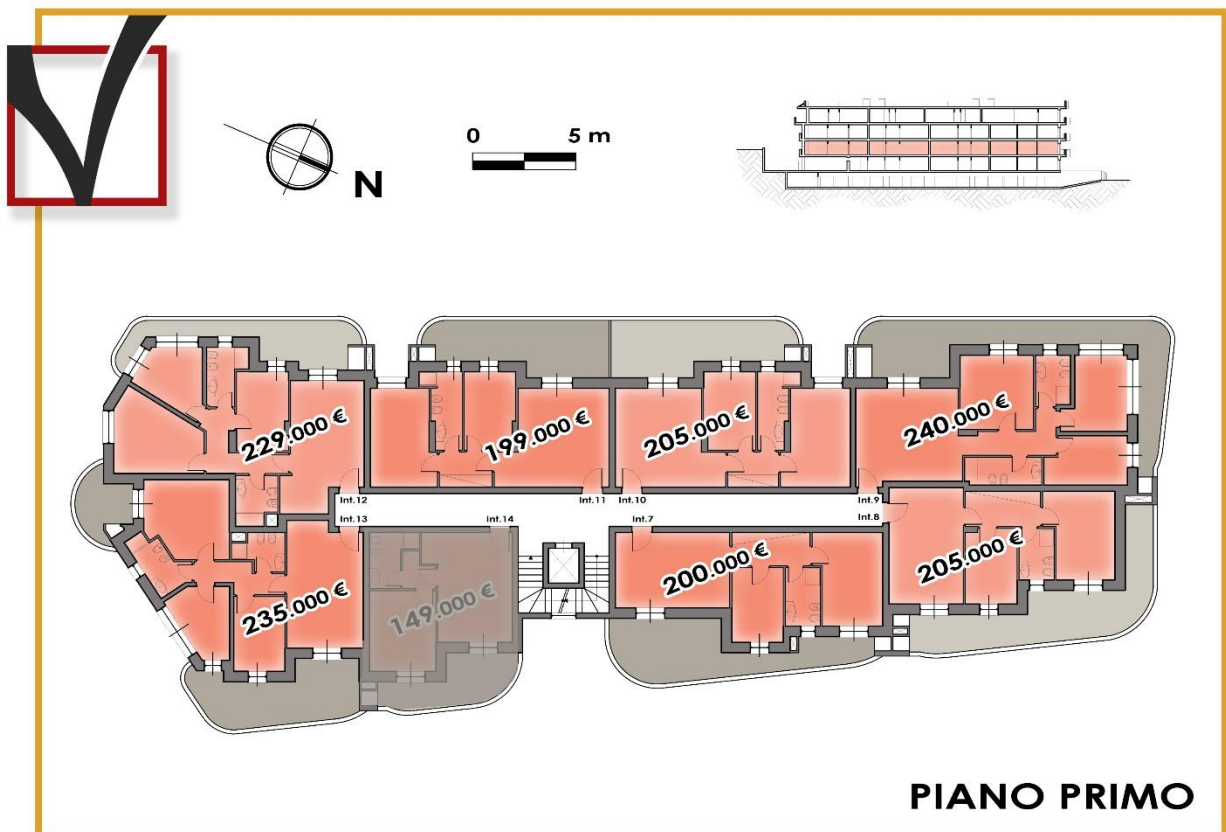 0 5 m
N
229.000 €
199.000 €
205.000 €
240.000 €
Int.12
Int.11
Int.10
Int.9
Int.13
Int.14
Int.7
Int.8
235.000 €
149.000 €
200.000 €
205.000 €
PIANO PRIMO